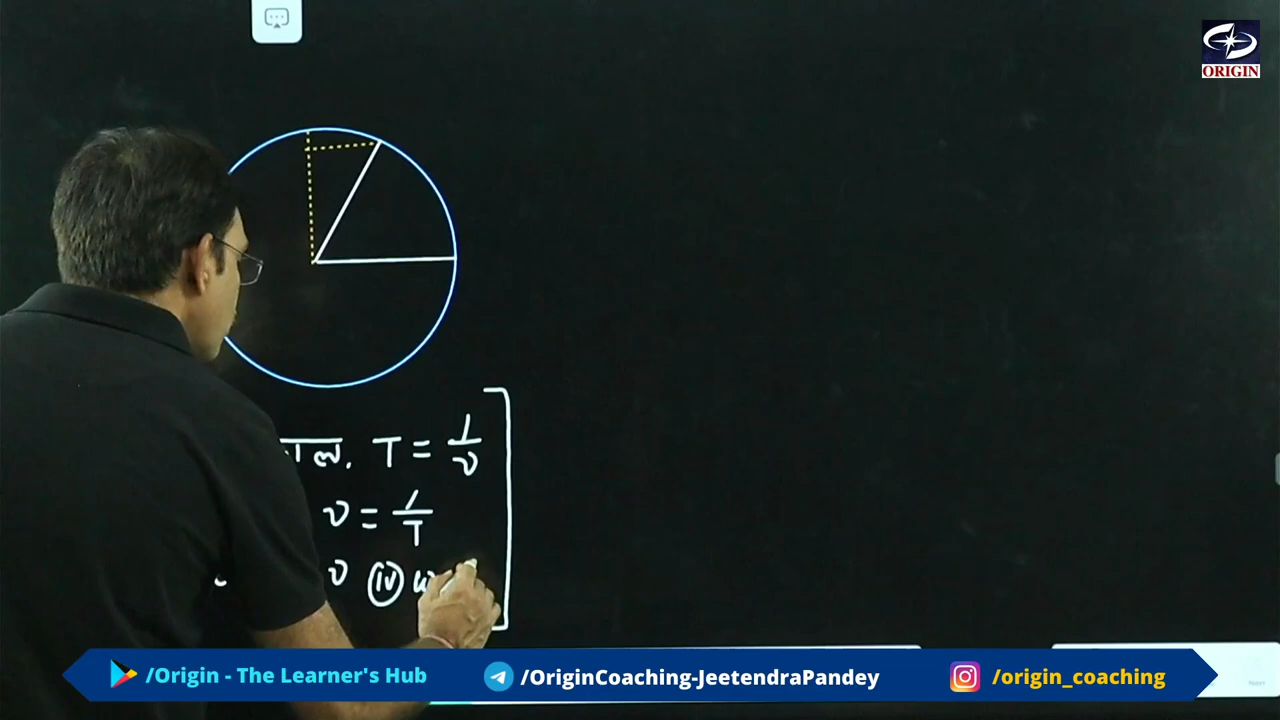 ORIGIN
T = 1/ν
ν = 1/T
ν (iv) ω
/Origin - The Learner's Hub
/OriginCoaching-JeetendraPandey
/origin_coaching